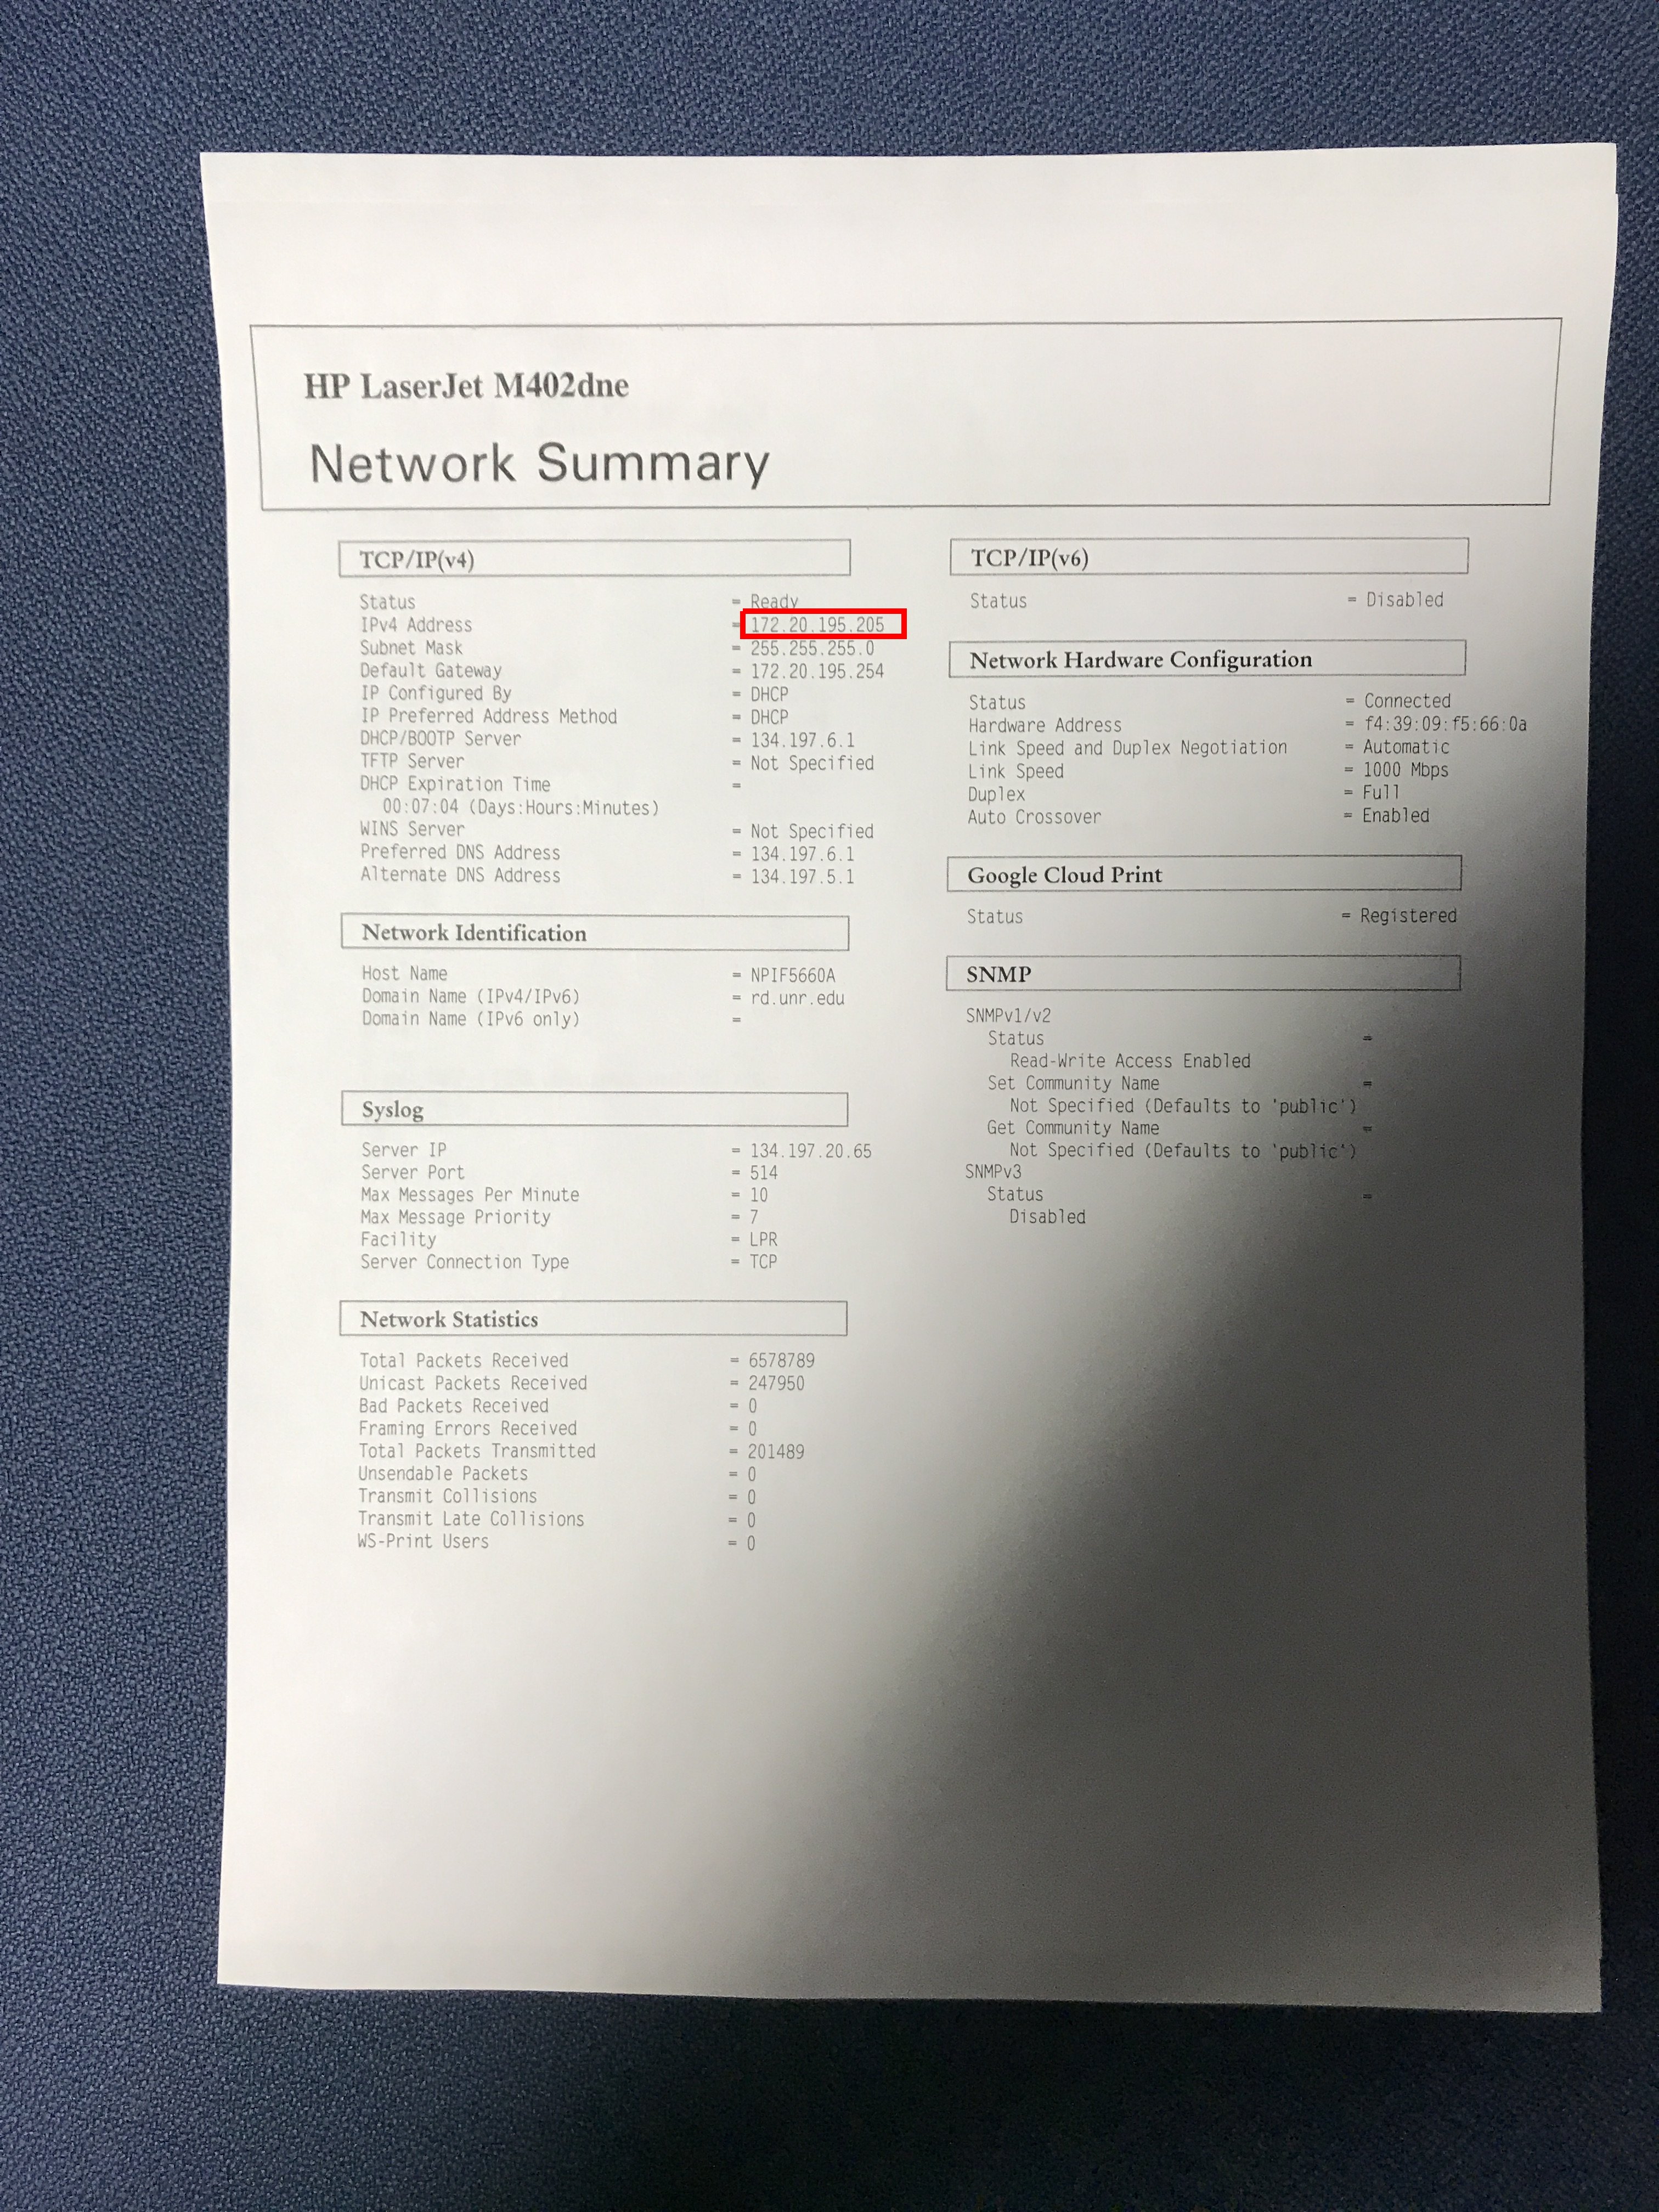 HP LaserJet M402dne
Network Summary
TCP/IP(v4)
Status = Ready
IPv4 Address = 172.20.195.205
Subnet Mask = 255.255.255.0
Default Gateway = 172.20.195.254
IP Configured By = DHCP
IP Preferred Address Method = DHCP
DHCP/BOOTP Server = 134.197.6.1
TFTP Server = Not Specified
DHCP Expiration Time =
00:07:04 (Days:Hours:Minutes)
WINS Server = Not Specified
Preferred DNS Address = 134.197.6.1
Alternate DNS Address = 134.197.5.1
Network Identification
Host Name = NPIF5660A
Domain Name (IPv4/IPv6) = rd.unr.edu
Domain Name (IPv6 only) =
Syslog
Server IP = 134.197.20.65
Server Port = 514
Max Messages Per Minute = 10
Max Message Priority = 7
Facility = LPR
Server Connection Type = TCP
Network Statistics
Total Packets Received = 6578789
Unicast Packets Received = 247950
Bad Packets Received = 0
Framing Errors Received = 0
Total Packets Transmitted = 201489
Unsendable Packets = 0
Transmit Collisions = 0
Transmit Late Collisions = 0
WS-Print Users = 0
TCP/IP(v6)
Status = Disabled
Network Hardware Configuration
Status = Connected
Hardware Address = f4:39:09:f5:66:0a
Link Speed and Duplex Negotiation = Automatic
Link Speed = 1000 Mbps
Duplex = Full
Auto Crossover = Enabled
Google Cloud Print
Status = Registered
SNMP
SNMPv1/v2
Status =
Read-Write Access Enabled
Set Community Name =
Not Specified (Defaults to 'public')
Get Community Name =
Not Specified (Defaults to 'public')
SNMPv3
Status =
Disabled